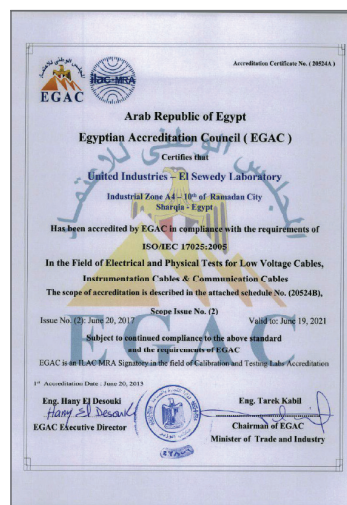 Accreditation Certificate No. ( 20524A )
EGAC
ilac-MRA
Arab Republic of Egypt
Egyptian Accreditation Council ( EGAC )
Certifies that
United Industries – El Sewedy Laboratory
Industrial Zone A4 – 10th of Ramadan City
Sharqia - Egypt
Has been accredited by EGAC in compliance with the requirements of
ISO/IEC 17025:2005
In the Field of Electrical and Physical Tests for Low Voltage Cables,
Instrumentation Cables & Communication Cables
The scope of accreditation is described in the attached schedule No. (20524B),
Scope Issue No. (2)
Issue No. (2): June 20, 2017 Valid to: June 19, 2021
Subject to continued compliance to the above standard
and the requirements of EGAC
EGAC is an ILAC MRA Signatory in the field of Calibration and Testing Labs Accreditation
1st Accreditation Date : June 20, 2013
Eng. Hany El Desouki Eng. Tarek Kabil
Hany El Desouki
EGAC Executive Director Chairman of EGAC
Minister of Trade and Industry
EGAC